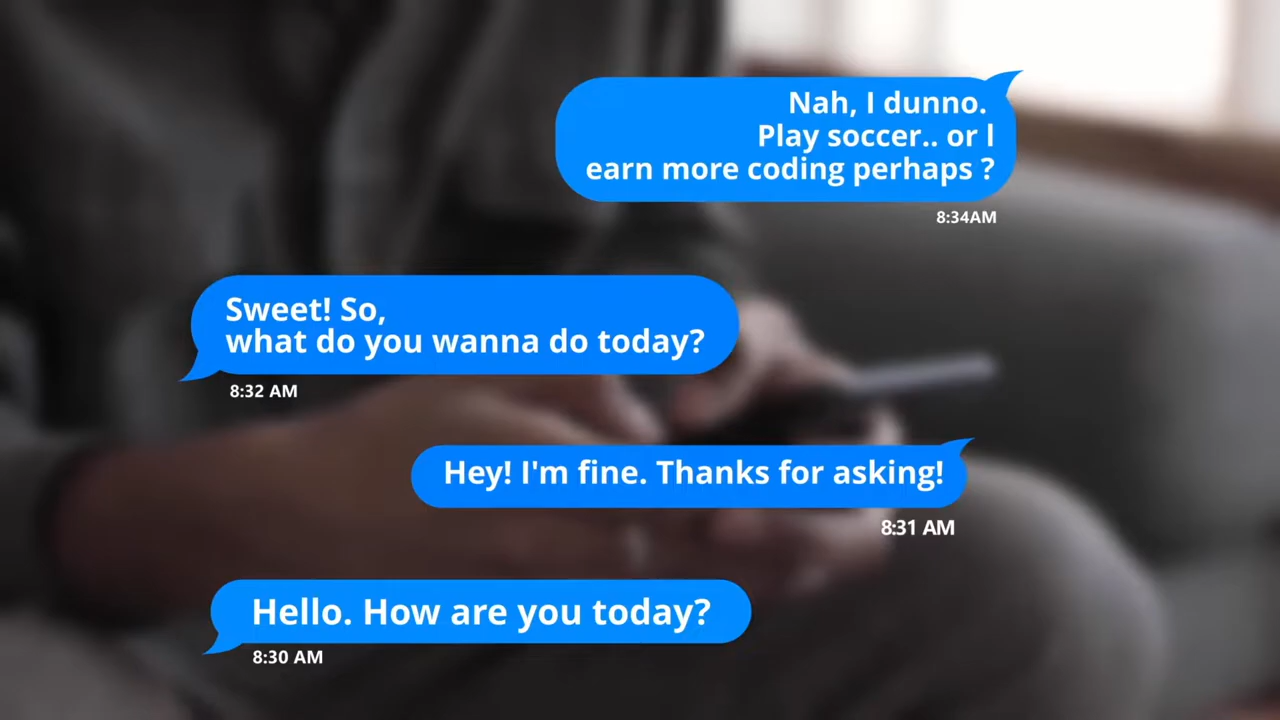 Nah, I dunno.
Play soccer.. or l
earn more coding perhaps ?
8:34AM
Sweet! So,
what do you wanna do today?
8:32 AM
Hey! I'm fine. Thanks for asking!
8:31 AM
Hello. How are you today?
8:30 AM